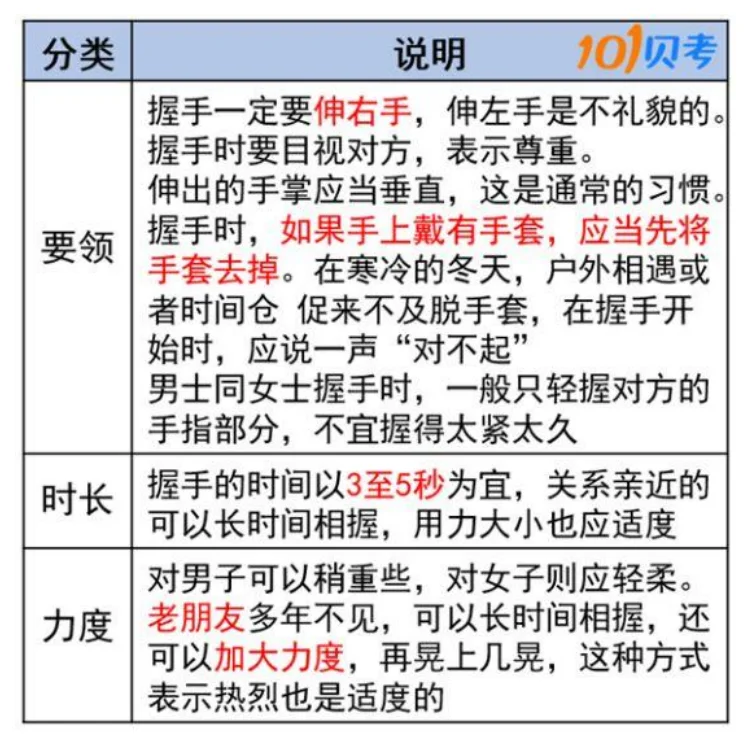 分类 说明 101贝考
要领
握手一定要伸右手，伸左手是不礼貌的。
握手时要目视对方，表示尊重。
伸出的手掌应当垂直，这是通常的习惯。
握手时，如果手上戴有手套，应当先将
手套去掉。在寒冷的冬天，户外相遇或
者时间仓 促来不及脱手套，在握手开
始时，应说一声“对不起”
男士同女士握手时，一般只轻握对方的
手指部分，不宜握得太紧太久
时长
握手的时间以3至5秒为宜，关系亲近的
可以长时间相握，用力大小也应适度
力度
对男子可以稍重些，对女子则应轻柔。
老朋友多年不见，可以长时间相握，还
可以加大力度，再晃上几晃，这种方式
表示热烈也是适度的